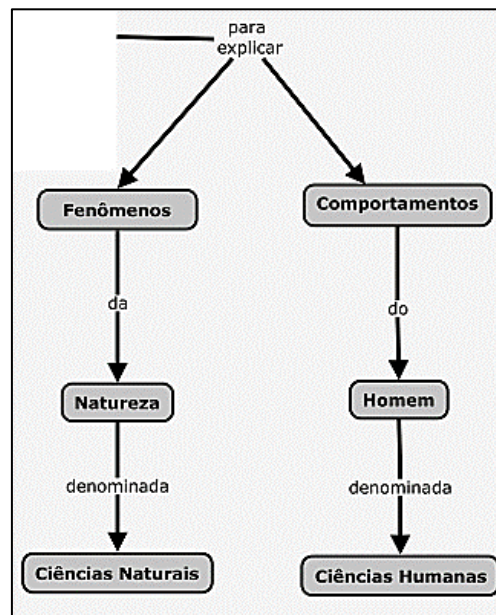 para
explicar
Fenômenos
Comportamentos
da
do
Natureza
Homem
denominada
denominada
Ciências Naturais
Ciências Humanas